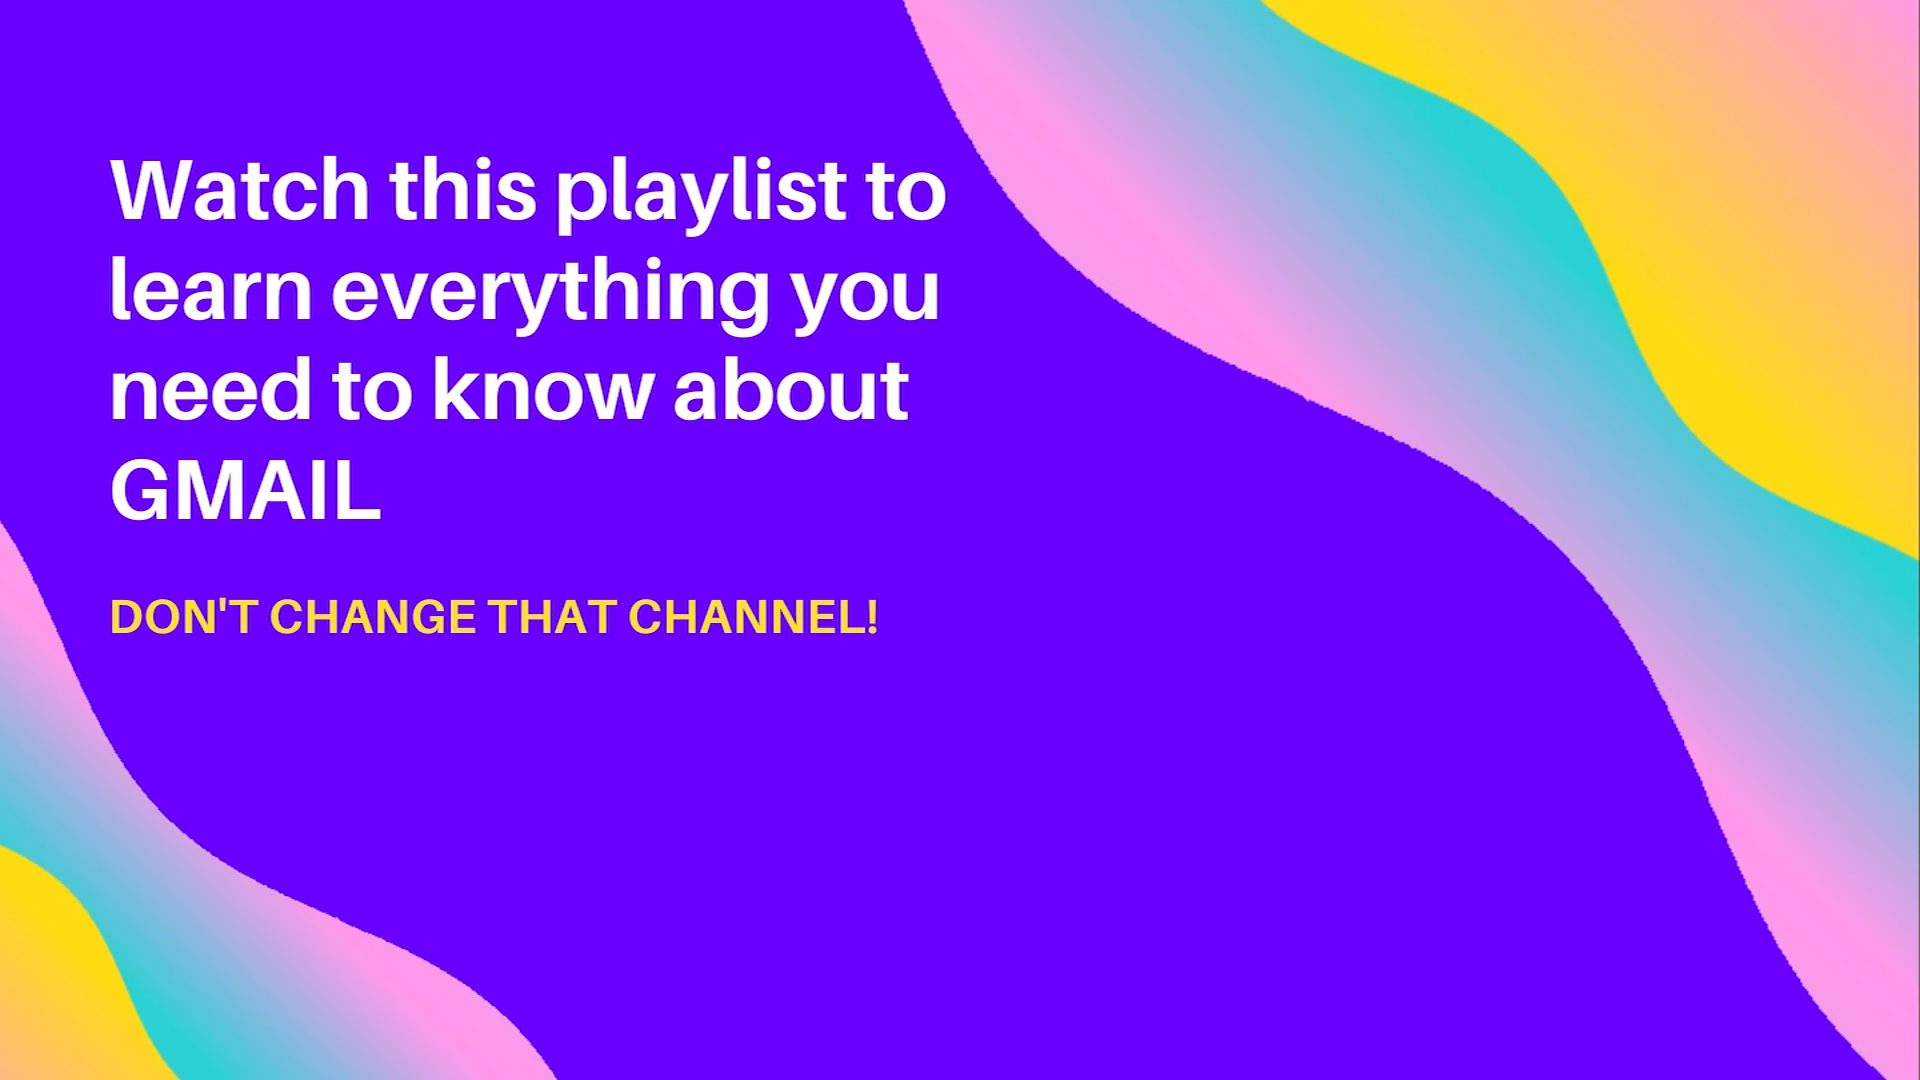 Watch this playlist to
learn everything you
need to know about
GMAIL
DON'T CHANGE THAT CHANNEL!